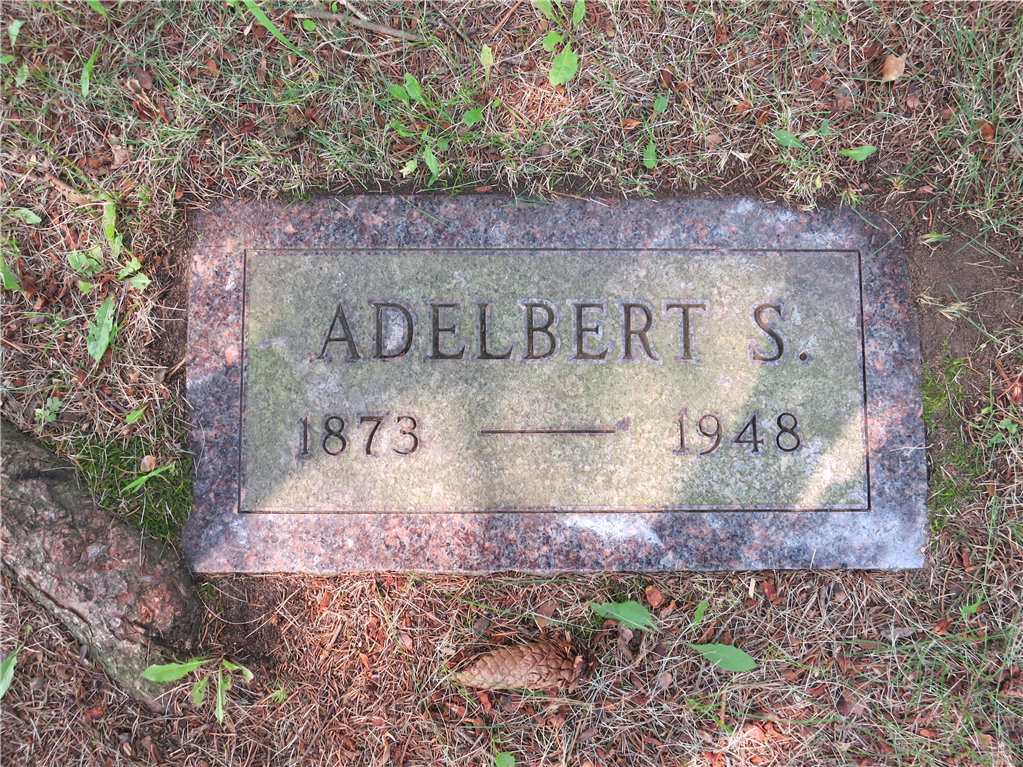 ADELBERT S.
1873 — 1948